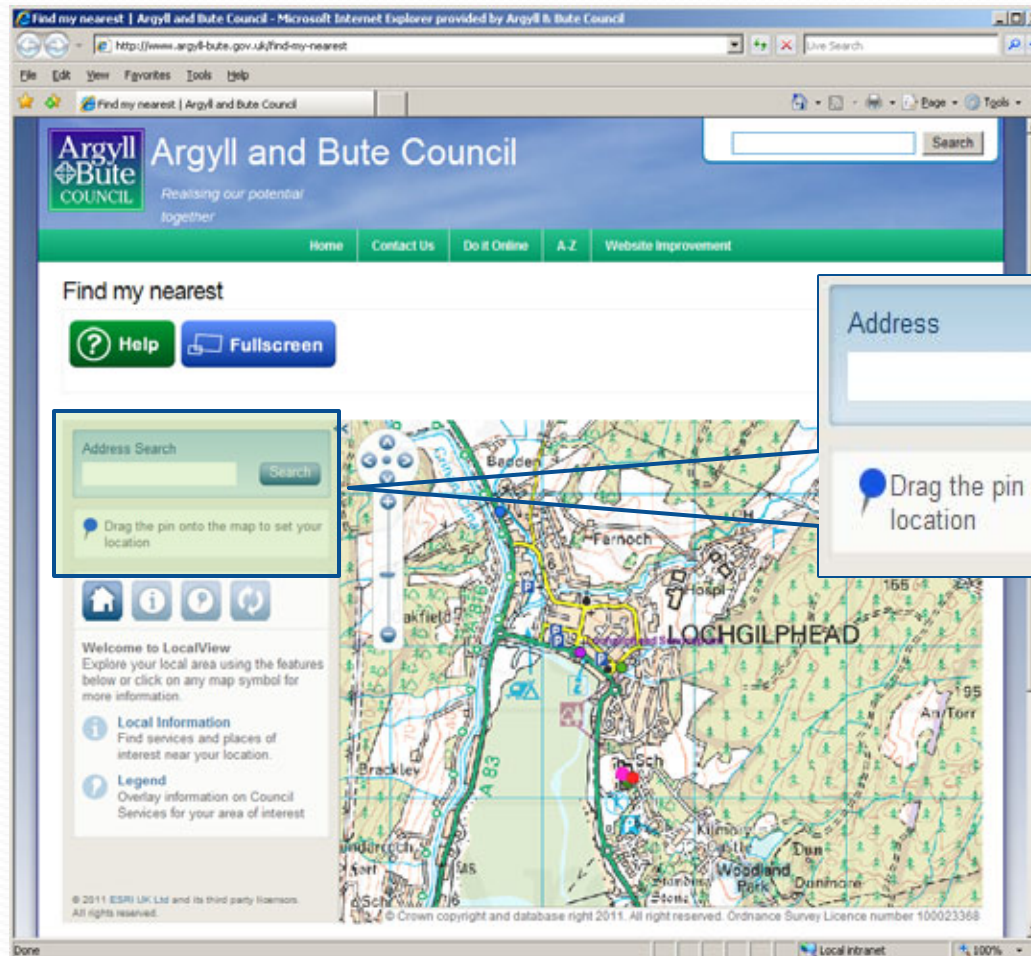 Find my nearest | Argyll and Bute Council - Microsoft Internet Explorer provided by Argyll & Bute Council
http://www.argyll-bute.gov.uk/find-my-nearest
Live Search
File Edit View Favorites Tools Help
Find my nearest | Argyll and Bute Council
Page Tools
Argyll
Bute
COUNCIL
Argyll and Bute Council
Realising our potential
together
Search
Home Contact Us Do it Online A-Z Website Improvement
Find my nearest
Help Fullscreen
Address
Drag the pin
location
Address Search
Search
Drag the pin onto the map to set your
location
Welcome to LocalView
Explore your local area using the features
below or click on any map symbol for
more information.
Local Information
Find services and places of
interest near your location.
Legend
Overlay information on Council
Services for your area of interest
© 2011 ESRI UK Ltd and its third party licensors.
All rights reserved.
Badden
Fernoch
Hospl
165
LOCHGILPHEAD
195
An Torr
Sch
Brackley
A 83
Castle
Dun
Woodland
Park
Dunmore
© Crown copyright and database right 2011. All right reserved. Ordnance Survey Licence number 100023368
Done
Local intranet
100%